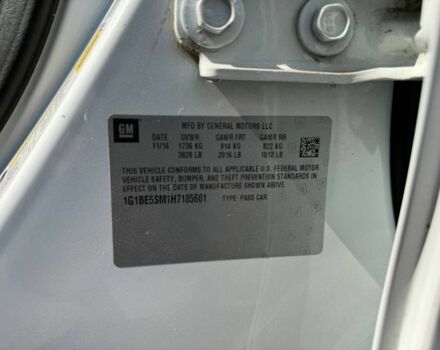 GM
MFD BY GENERAL MOTORS LLC
DATE GVWR GAWR FRT GAWR RR
11/16 1736 KG 914 KG 822 KG
3828 LB 2016 LB 1812 LB
THIS VEHICLE CONFORMS TO ALL APPLICABLE U.S. FEDERAL MOTOR
VEHICLE SAFETY, BUMPER, AND THEFT PREVENTION STANDARDS
IN EFFECT ON THE DATE OF MANUFACTURE SHOWN ABOVE.
1G1BE5SM1H7185601 TYPE: PASS CAR